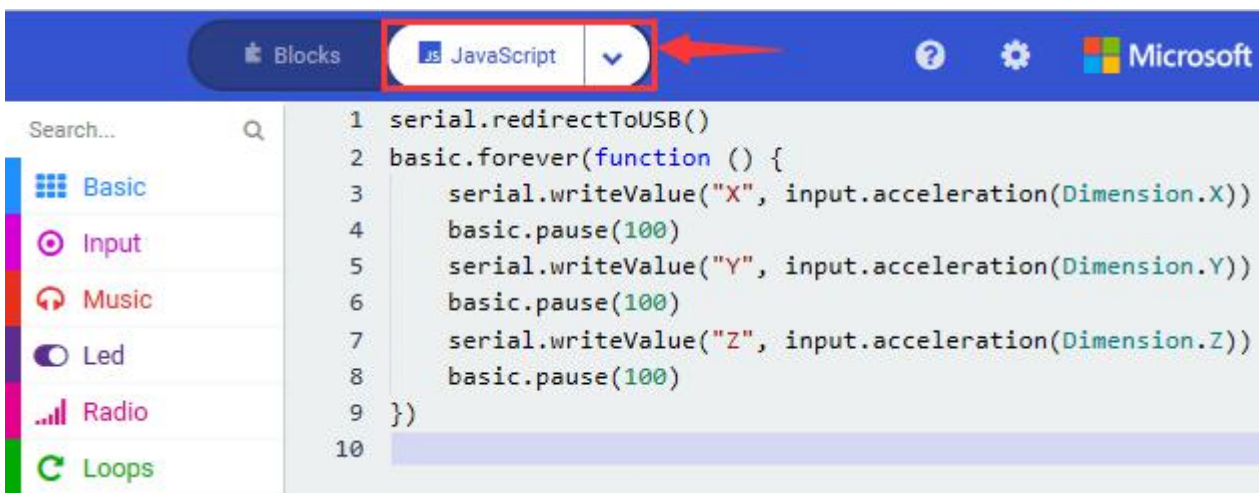 Blocks
JS JavaScript
Microsoft
Search...
Basic
Input
Music
Led
Radio
Loops
1 serial.redirectToUSB()
2 basic.forever(function () {
3     serial.writeValue("X", input.acceleration(Dimension.X))
4     basic.pause(100)
5     serial.writeValue("Y", input.acceleration(Dimension.Y))
6     basic.pause(100)
7     serial.writeValue("Z", input.acceleration(Dimension.Z))
8     basic.pause(100)
9 })
10